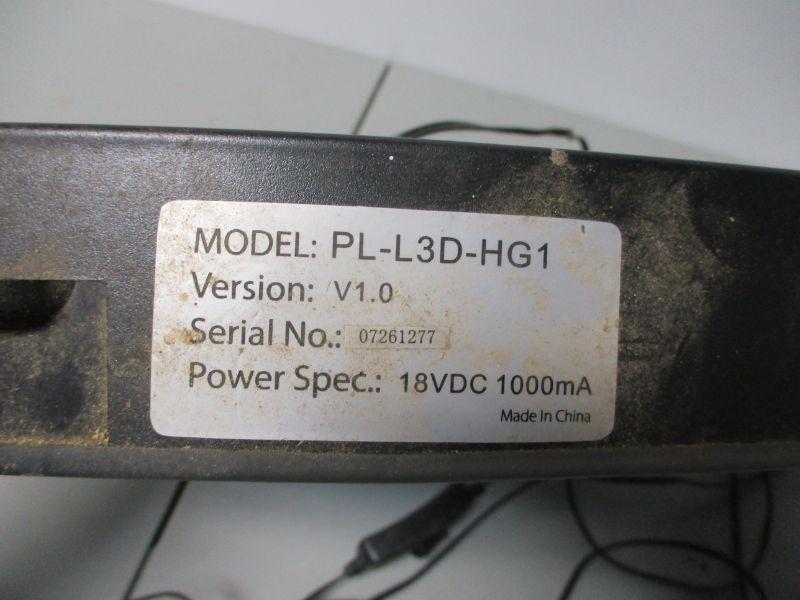 MODEL: PL-L3D-HG1
Version: V1.0
Serial No.: 07261277
Power Spec.: 18VDC 1000mA
Made In China